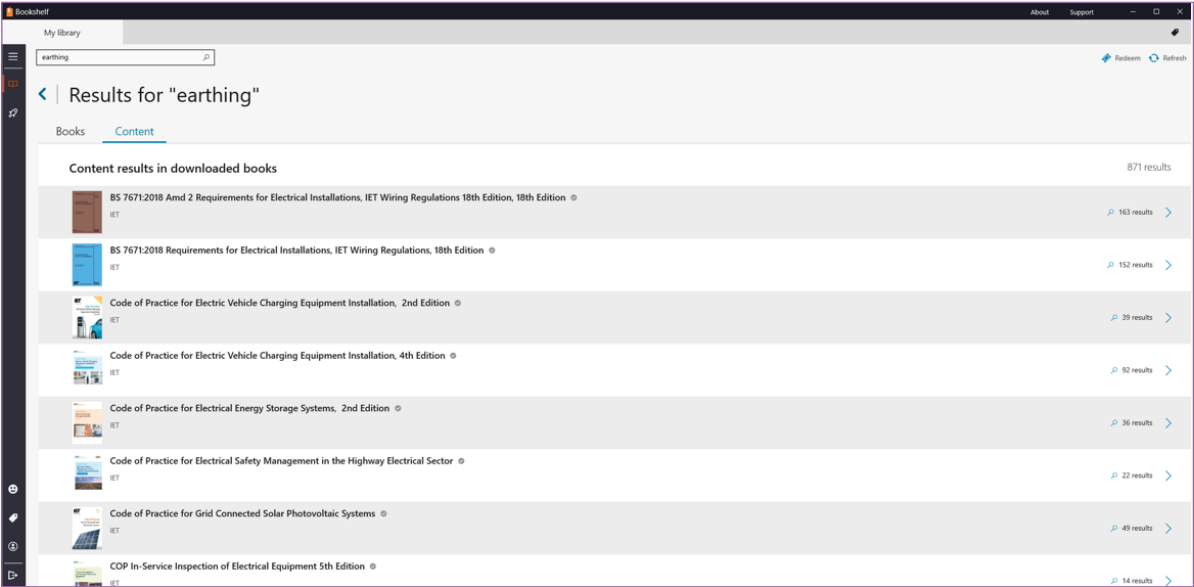 Bookshelf
About Support
My library
earthing
Redeem Refresh
Results for "earthing"
Books Content
Content results in downloaded books 871 results
BS 7671:2018 Amd 2 Requirements for Electrical Installations, IET Wiring Regulations 18th Edition, 18th Edition
IET
163 results
BS 7671:2018 Requirements for Electrical Installations, IET Wiring Regulations, 18th Edition
IET
152 results
Code of Practice for Electric Vehicle Charging Equipment Installation, 2nd Edition
IET
39 results
Code of Practice for Electric Vehicle Charging Equipment Installation, 4th Edition
IET
92 results
Code of Practice for Electrical Energy Storage Systems, 2nd Edition
IET
36 results
Code of Practice for Electrical Safety Management in the Highway Electrical Sector
IET
22 results
Code of Practice for Grid Connected Solar Photovoltaic Systems
IET
49 results
COP In-Service Inspection of Electrical Equipment 5th Edition
IET
14 results